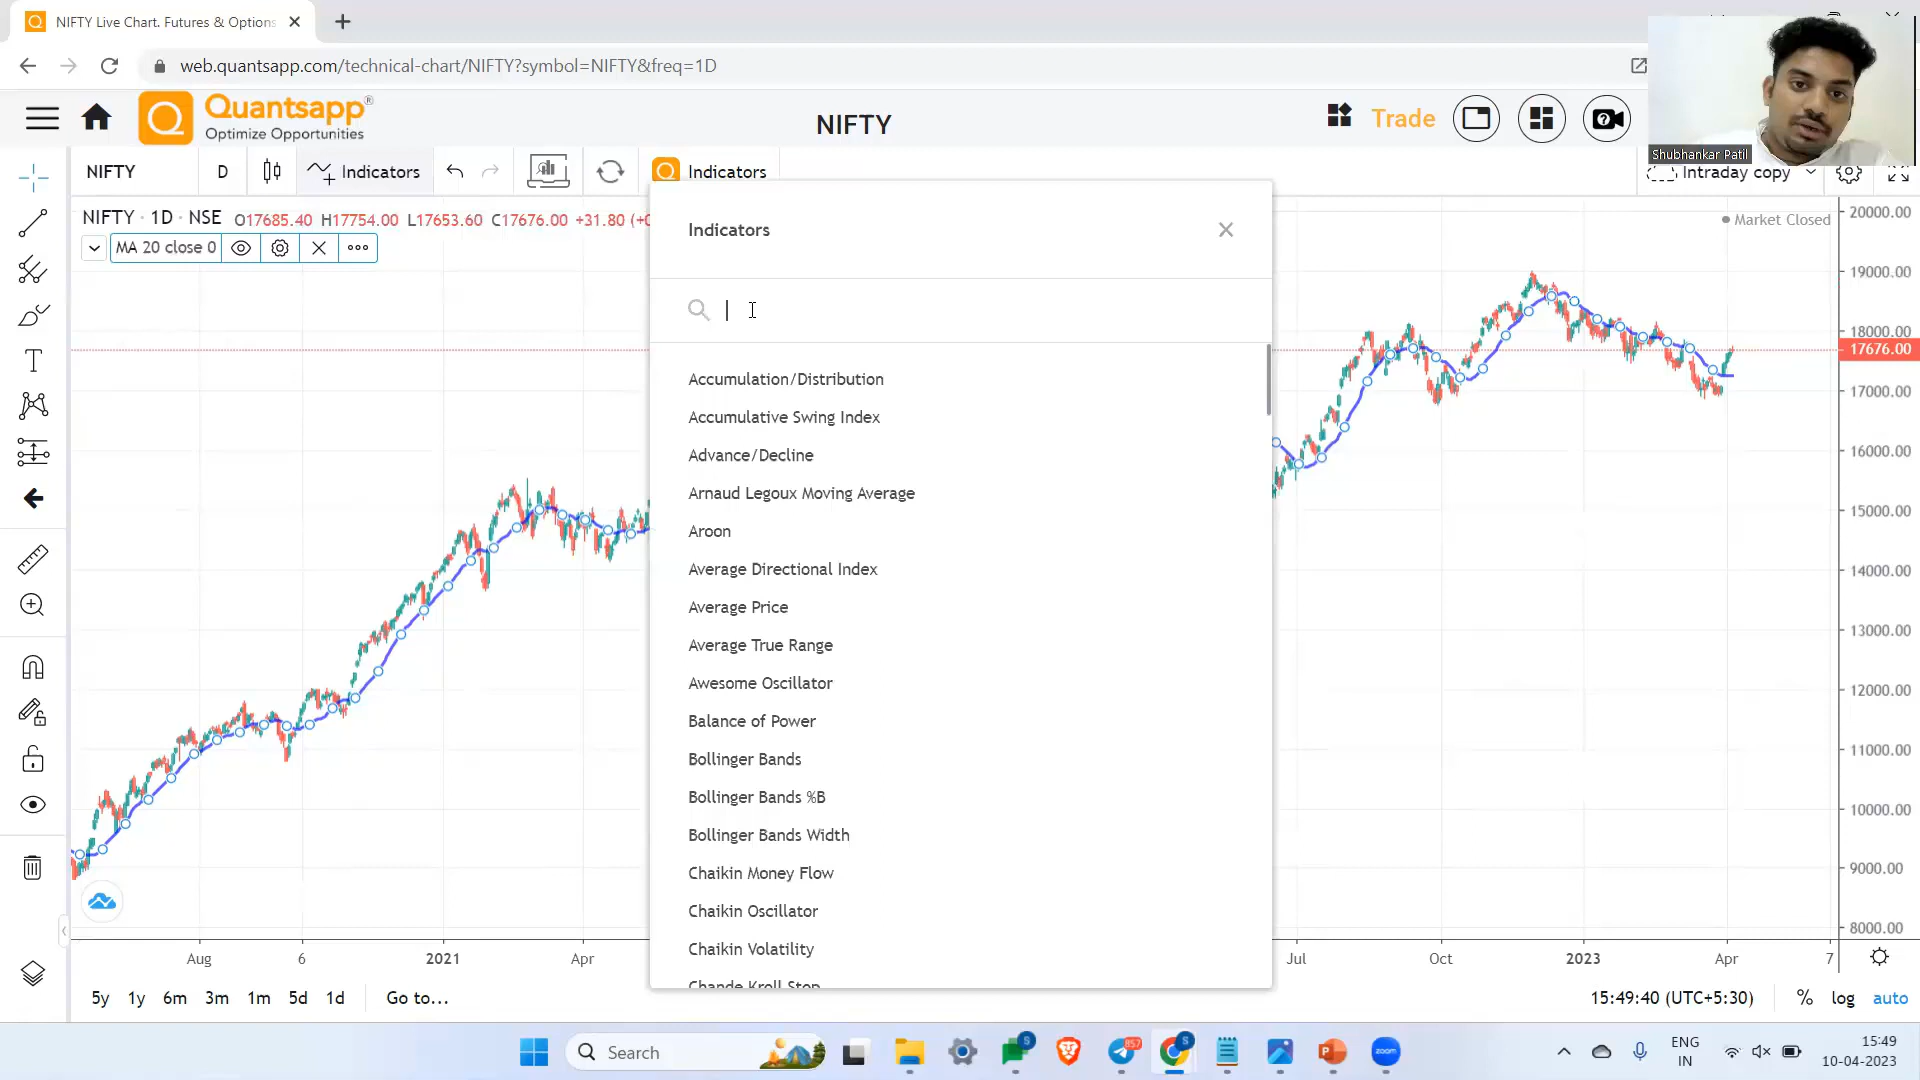 NIFTY Live Chart. Futures & Options
web.quantsapp.com/technical-chart/NIFTY?symbol=NIFTY&freq=1D
Quantsapp®
Optimize Opportunities
NIFTY
Trade
Shubhankar Patil
NIFTY
D
Indicators
Indicators
Intraday copy
NIFTY · 1D · NSE O17685.40 H17754.00 L17653.60 C17676.00 +31.80
Market Closed
MA 20 close 0
Indicators
Accumulation/Distribution
Accumulative Swing Index
Advance/Decline
Arnaud Legoux Moving Average
Aroon
Average Directional Index
Average Price
Average True Range
Awesome Oscillator
Balance of Power
Bollinger Bands
Bollinger Bands %B
Bollinger Bands Width
Chaikin Money Flow
Chaikin Oscillator
Chaikin Volatility
Chande Kroll Stop
20000.00
19000.00
18000.00
17676.00
17000.00
16000.00
15000.00
14000.00
13000.00
12000.00
11000.00
10000.00
9000.00
8000.00
Aug 6 2021 Apr Jul Oct 2023 Apr 7
5y 1y 6m 3m 1m 5d 1d Go to... 15:49:40 (UTC+5:30) % log auto
Search
857
S
S
zoom
ENG
IN
15:49
10-04-2023